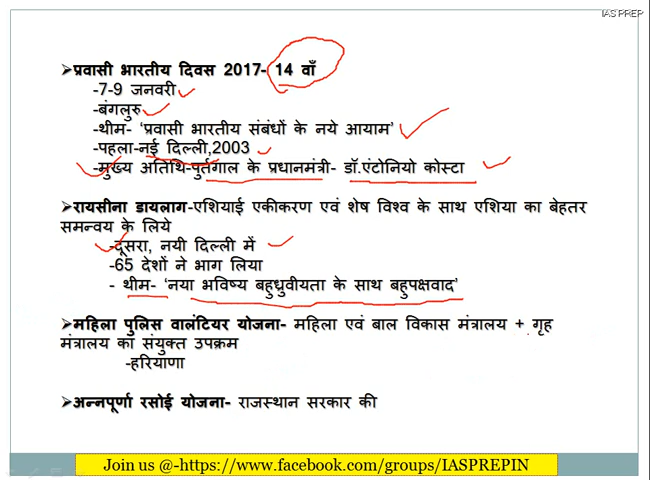 IAS PREP
➢प्रवासी भारतीय दिवस 2017- 14 वाँ
-7-9 जनवरी
-बंगलुरु
-थीम- ‘प्रवासी भारतीय संबंधों के नये आयाम’
-पहला-नई दिल्ली,2003
-मुख्य अतिथि-पुर्तगाल के प्रधानमंत्री- डॉ.एंटोनियो कोस्टा
➢रायसीना डायलाग-एशियाई एकीकरण एवं शेष विश्व के साथ एशिया का बेहतर
समन्वय के लिये
-दूसरा, नयी दिल्ली में
-65 देशों ने भाग लिया
- थीम- ‘नया भविष्य बहुध्रुवीयता के साथ बहुपक्षवाद’
➢महिला पुलिस वालंटियर योजना- महिला एवं बाल विकास मंत्रालय + गृह
मंत्रालय का संयुक्त उपक्रम
-हरियाणा
➢अन्नपूर्णा रसोई योजना- राजस्थान सरकार की
Join us @-https://www.facebook.com/groups/IASPREPIN